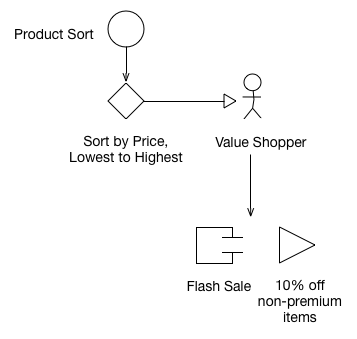 Product Sort
Sort by Price,
Lowest to Highest
Value Shopper
Flash Sale
10% off
non-premium
items